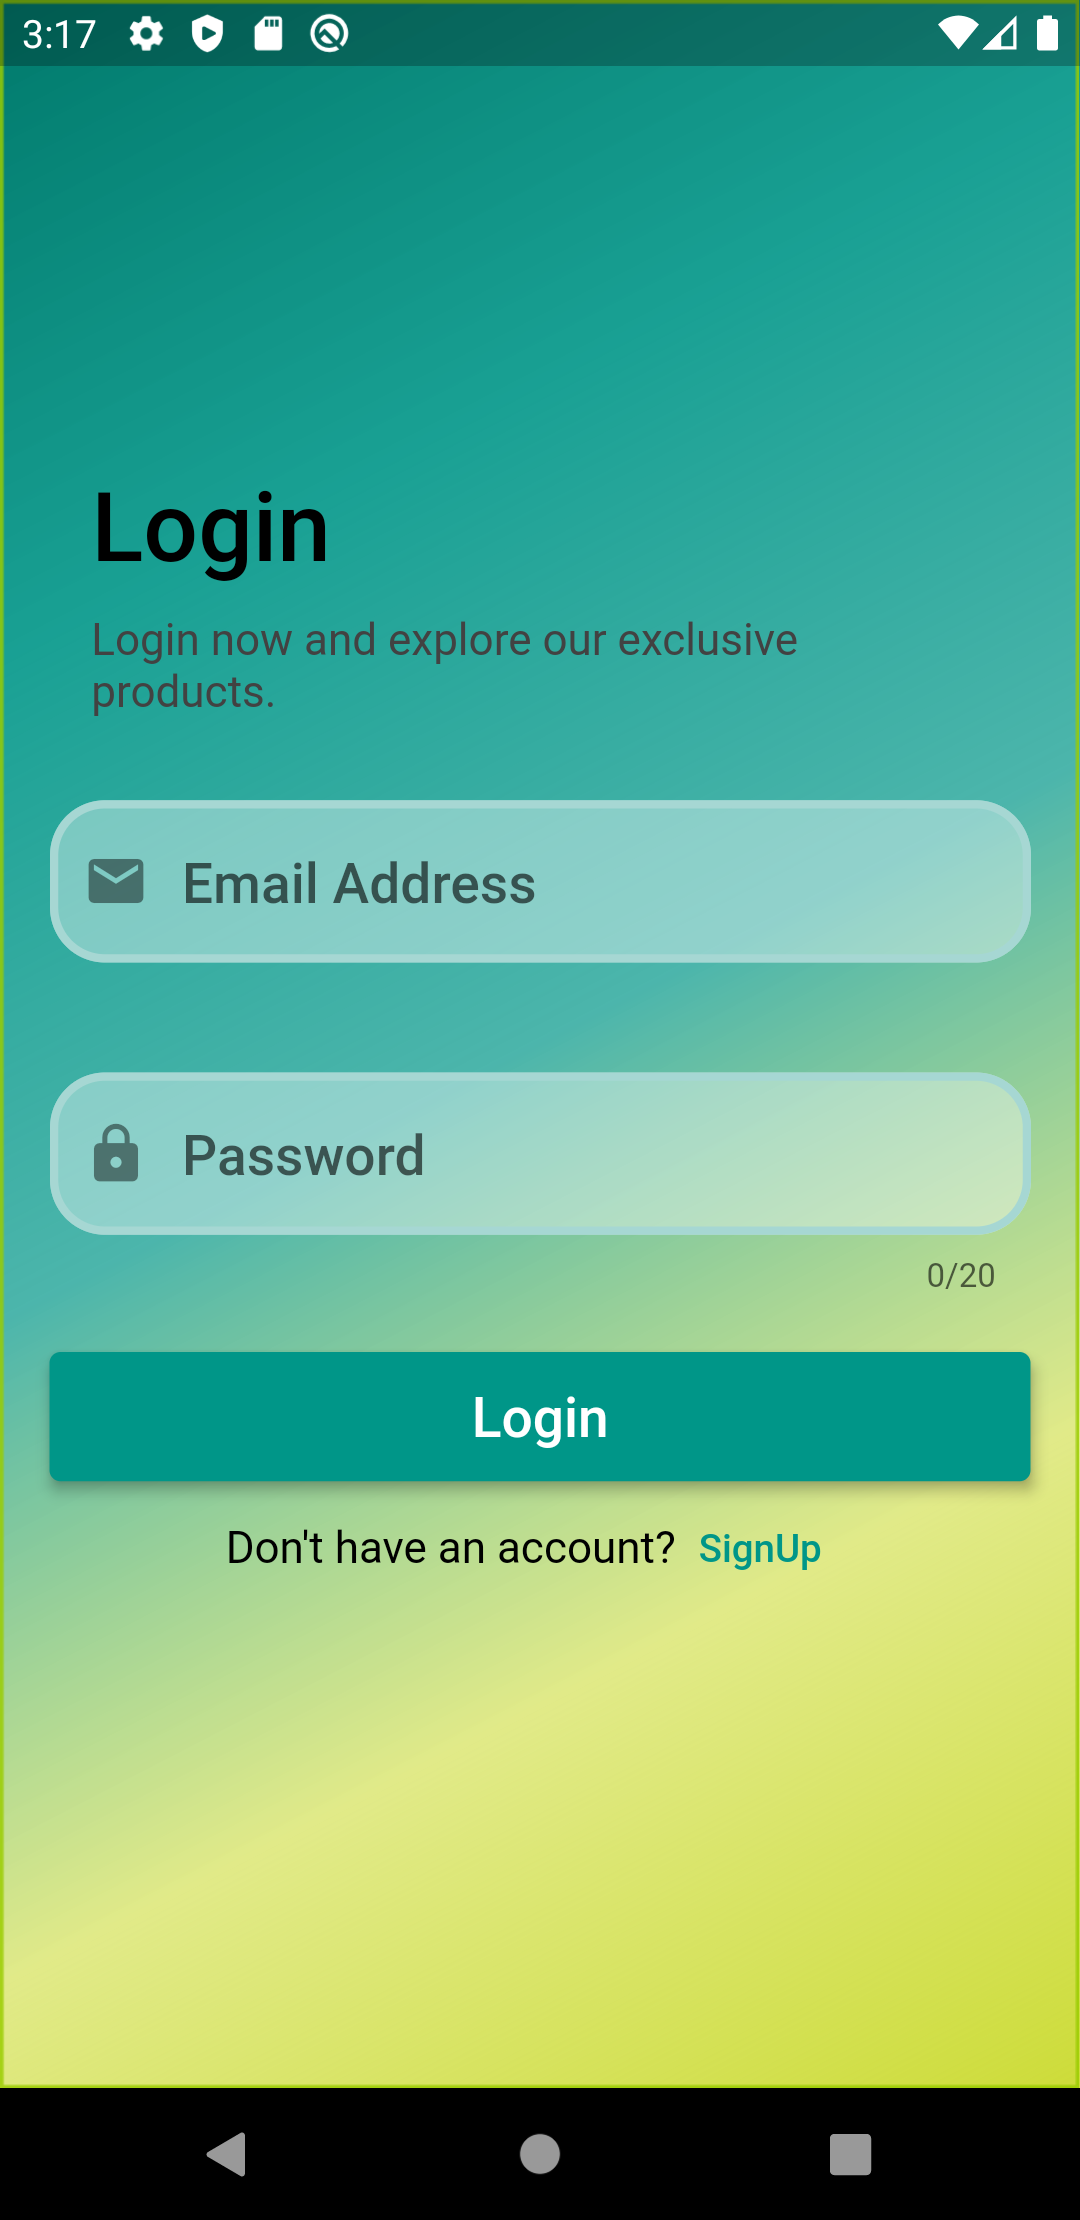 3:17
Login
Login now and explore our exclusive
products.
Email Address
Password
0/20
Login
Don't have an account? SignUp